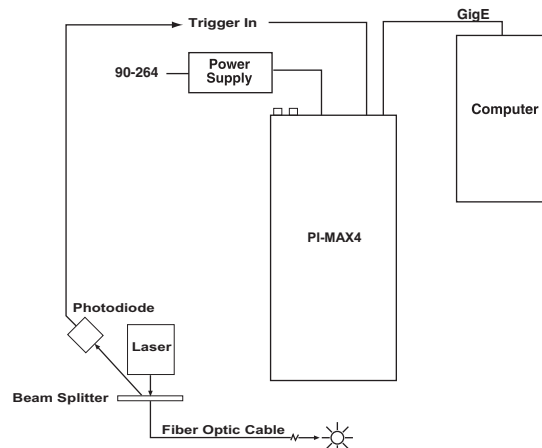 GigE
Trigger In
90-264
Power
Supply
Computer
PI-MAX4
Photodiode
Laser
Beam Splitter
Fiber Optic Cable